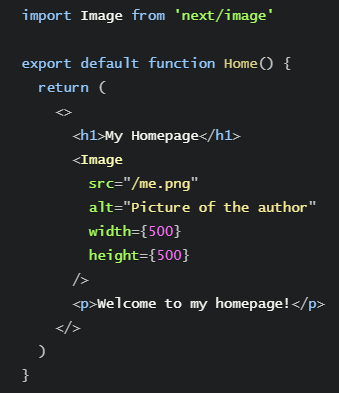 import Image from 'next/image'
export default function Home() {
return (
<>
<h1>My Homepage</h1>
<Image
src="/me.png"
alt="Picture of the author"
width={500}
height={500}
/>
<p>Welcome to my homepage!</p>
</>
)
}